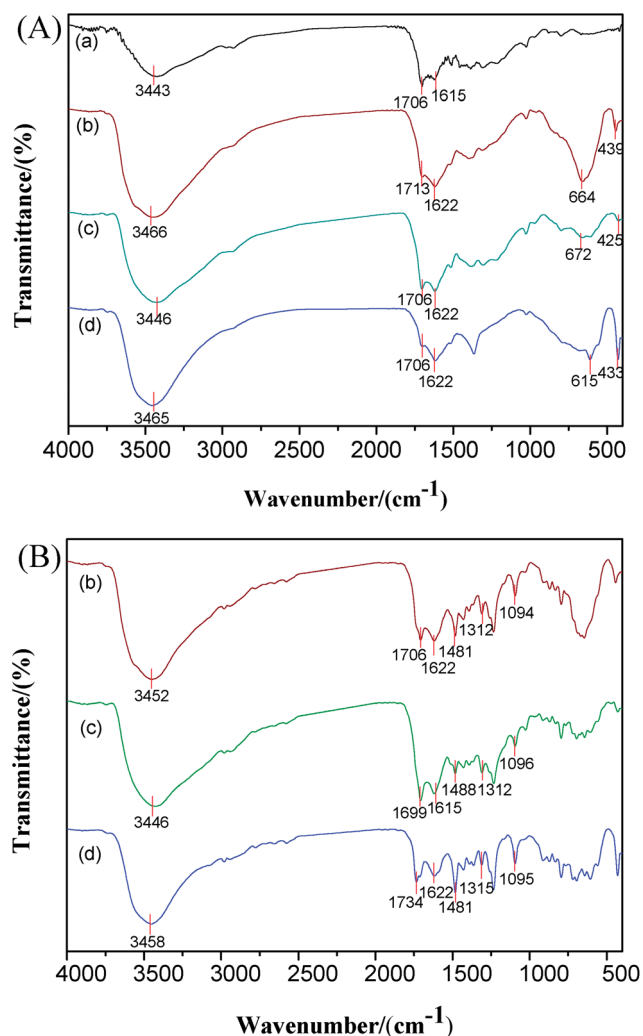 (A)
(a)
3443
1706
1615
(b)
3466
1713
1622
664
439
(c)
3446
1706
1622
672
425
(d)
3465
1706
1622
615
433
Transmittance/(%)
4000 3500 3000 2500 2000 1500 1000 500
Wavenumber/(cm-1)
(B)
(b)
3452
1706
1622
1481
1312
1094
(c)
3446
1699
1615
1488
1312
1096
(d)
3458
1734
1622
1481
1315
1095
Transmittance/(%)
4000 3500 3000 2500 2000 1500 1000 500 400
Wavenumber/(cm-1)